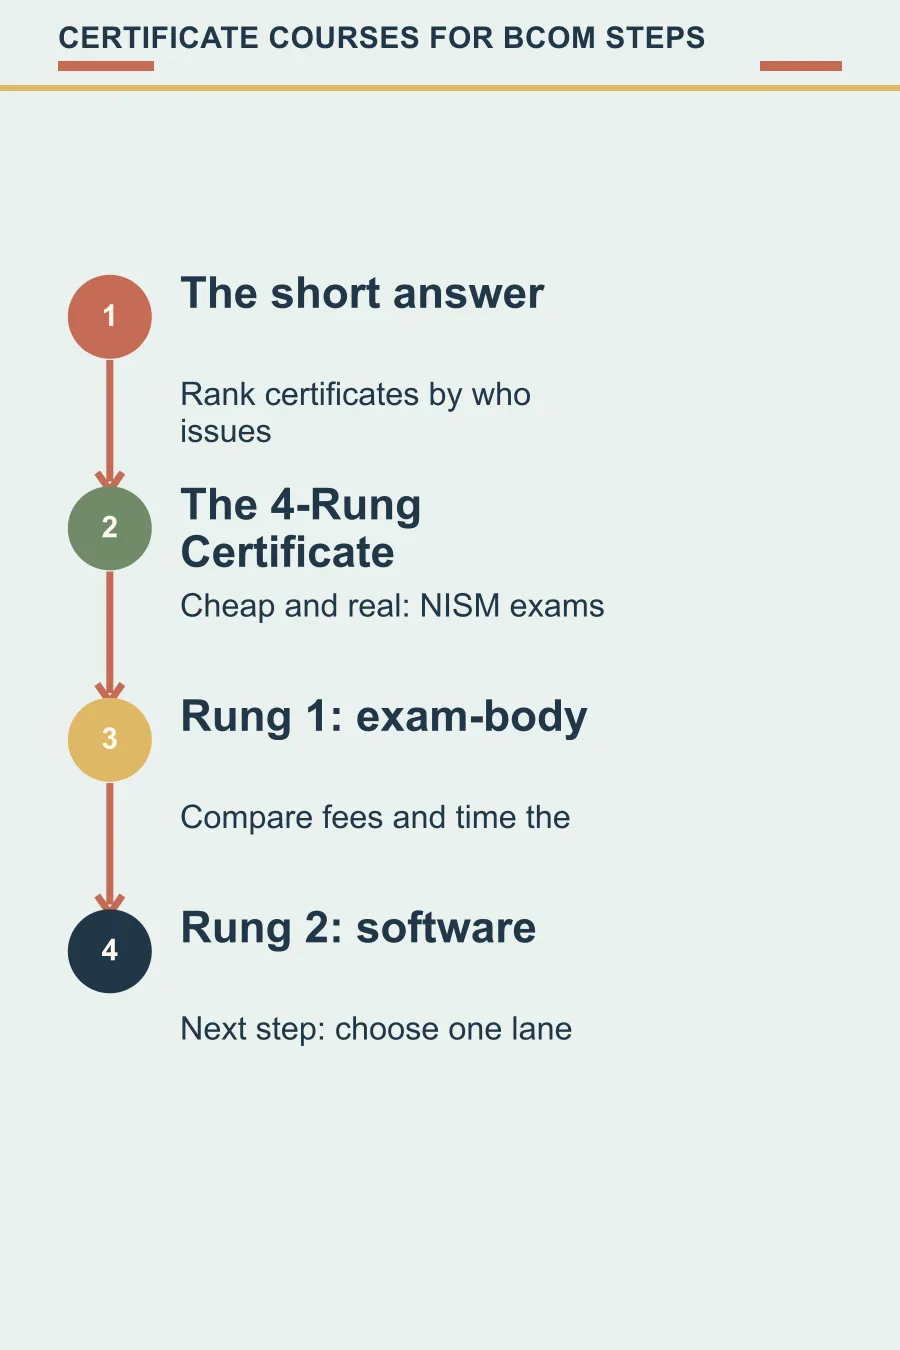 CERTIFICATE COURSES FOR BCOM STEPS
1
The short answer
Rank certificates by who
issues
2
The 4-Rung
Certificate
Cheap and real: NISM exams
3
Rung 1: exam-body
Compare fees and time the
4
Rung 2: software
Next step: choose one lane